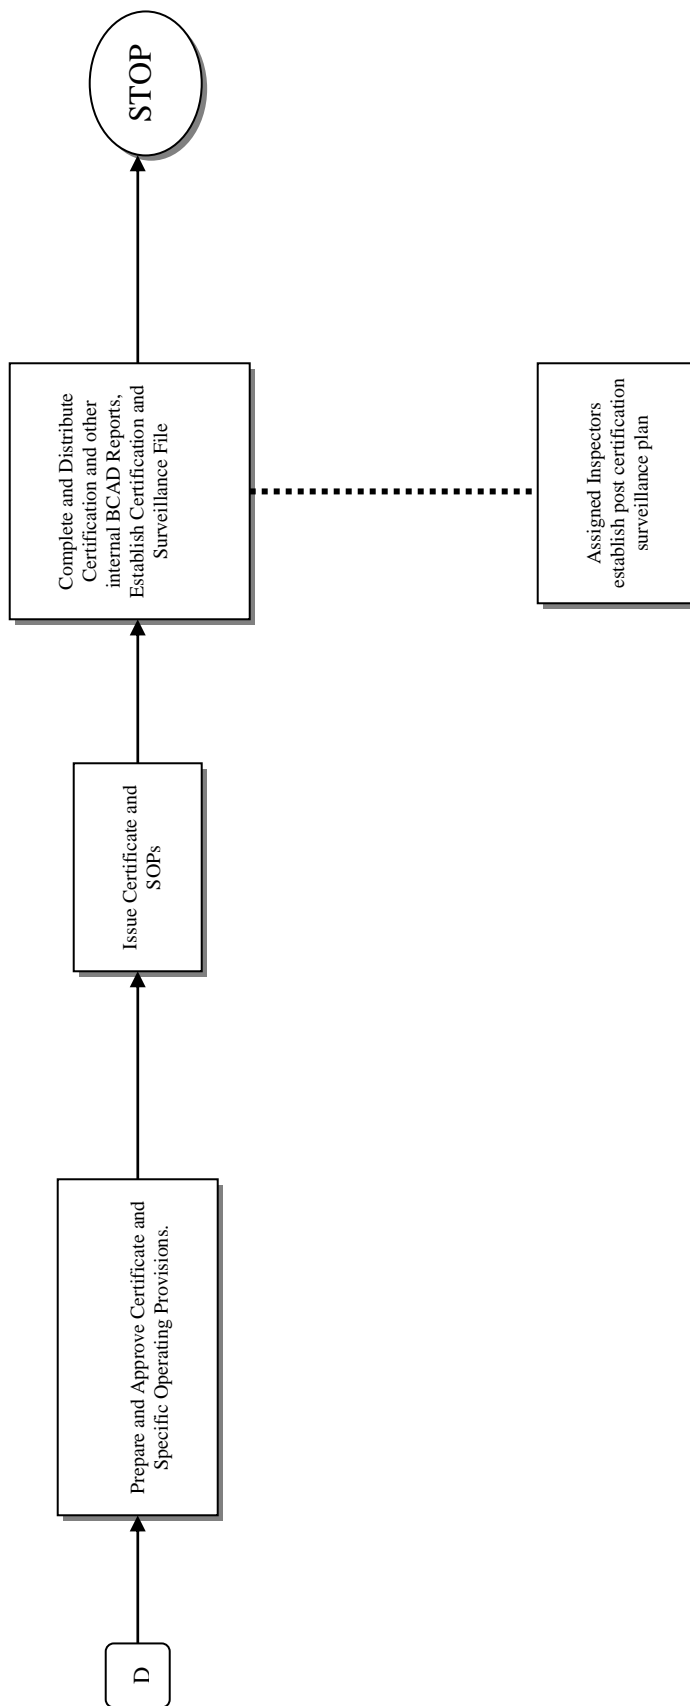 D
Prepare and Approve Certificate and
Specific Operating Provisions.
Issue Certificate and
SOPs
Complete and Distribute
Certification and other
internal BCAD Reports,
Establish Certification and
Surveillance File
STOP
Assigned Inspectors
establish post certification
surveillance plan